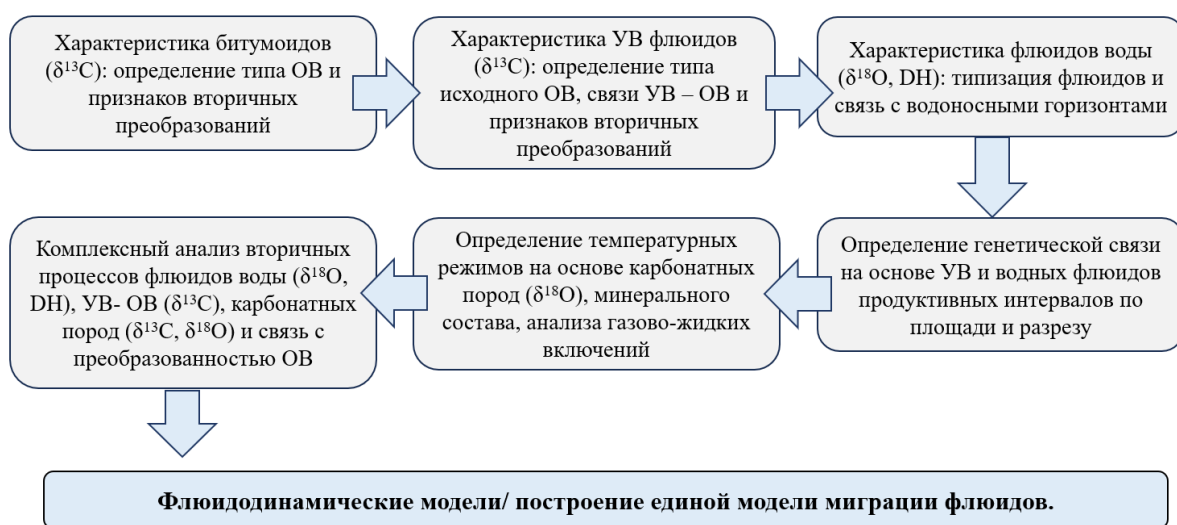 Характеристика битумоидов
(δ¹³C): определение типа ОВ и
признаков вторичных
преобразований
Характеристика УВ флюидов
(δ¹³C): определение типа
исходного ОВ, связи УВ – ОВ и
признаков вторичных
преобразований
Характеристика флюидов воды
(δ¹⁸O, DH): типизация флюидов и
связь с водоносными горизонтами
Определение генетической связи
на основе УВ и водных флюидов
продуктивных интервалов по
площади и разрезу
Определение температурных
режимов на основе карбонатных
пород (δ¹⁸O), минерального
состава, анализа газово-жидких
включений
Комплексный анализ вторичных
процессов флюидов воды (δ¹⁸O,
DH), УВ- ОВ (δ¹³C), карбонатных
пород (δ¹³C, δ¹⁸O) и связь с
преобразованностью ОВ
Флюидодинамические модели/ построение единой модели миграции флюидов.